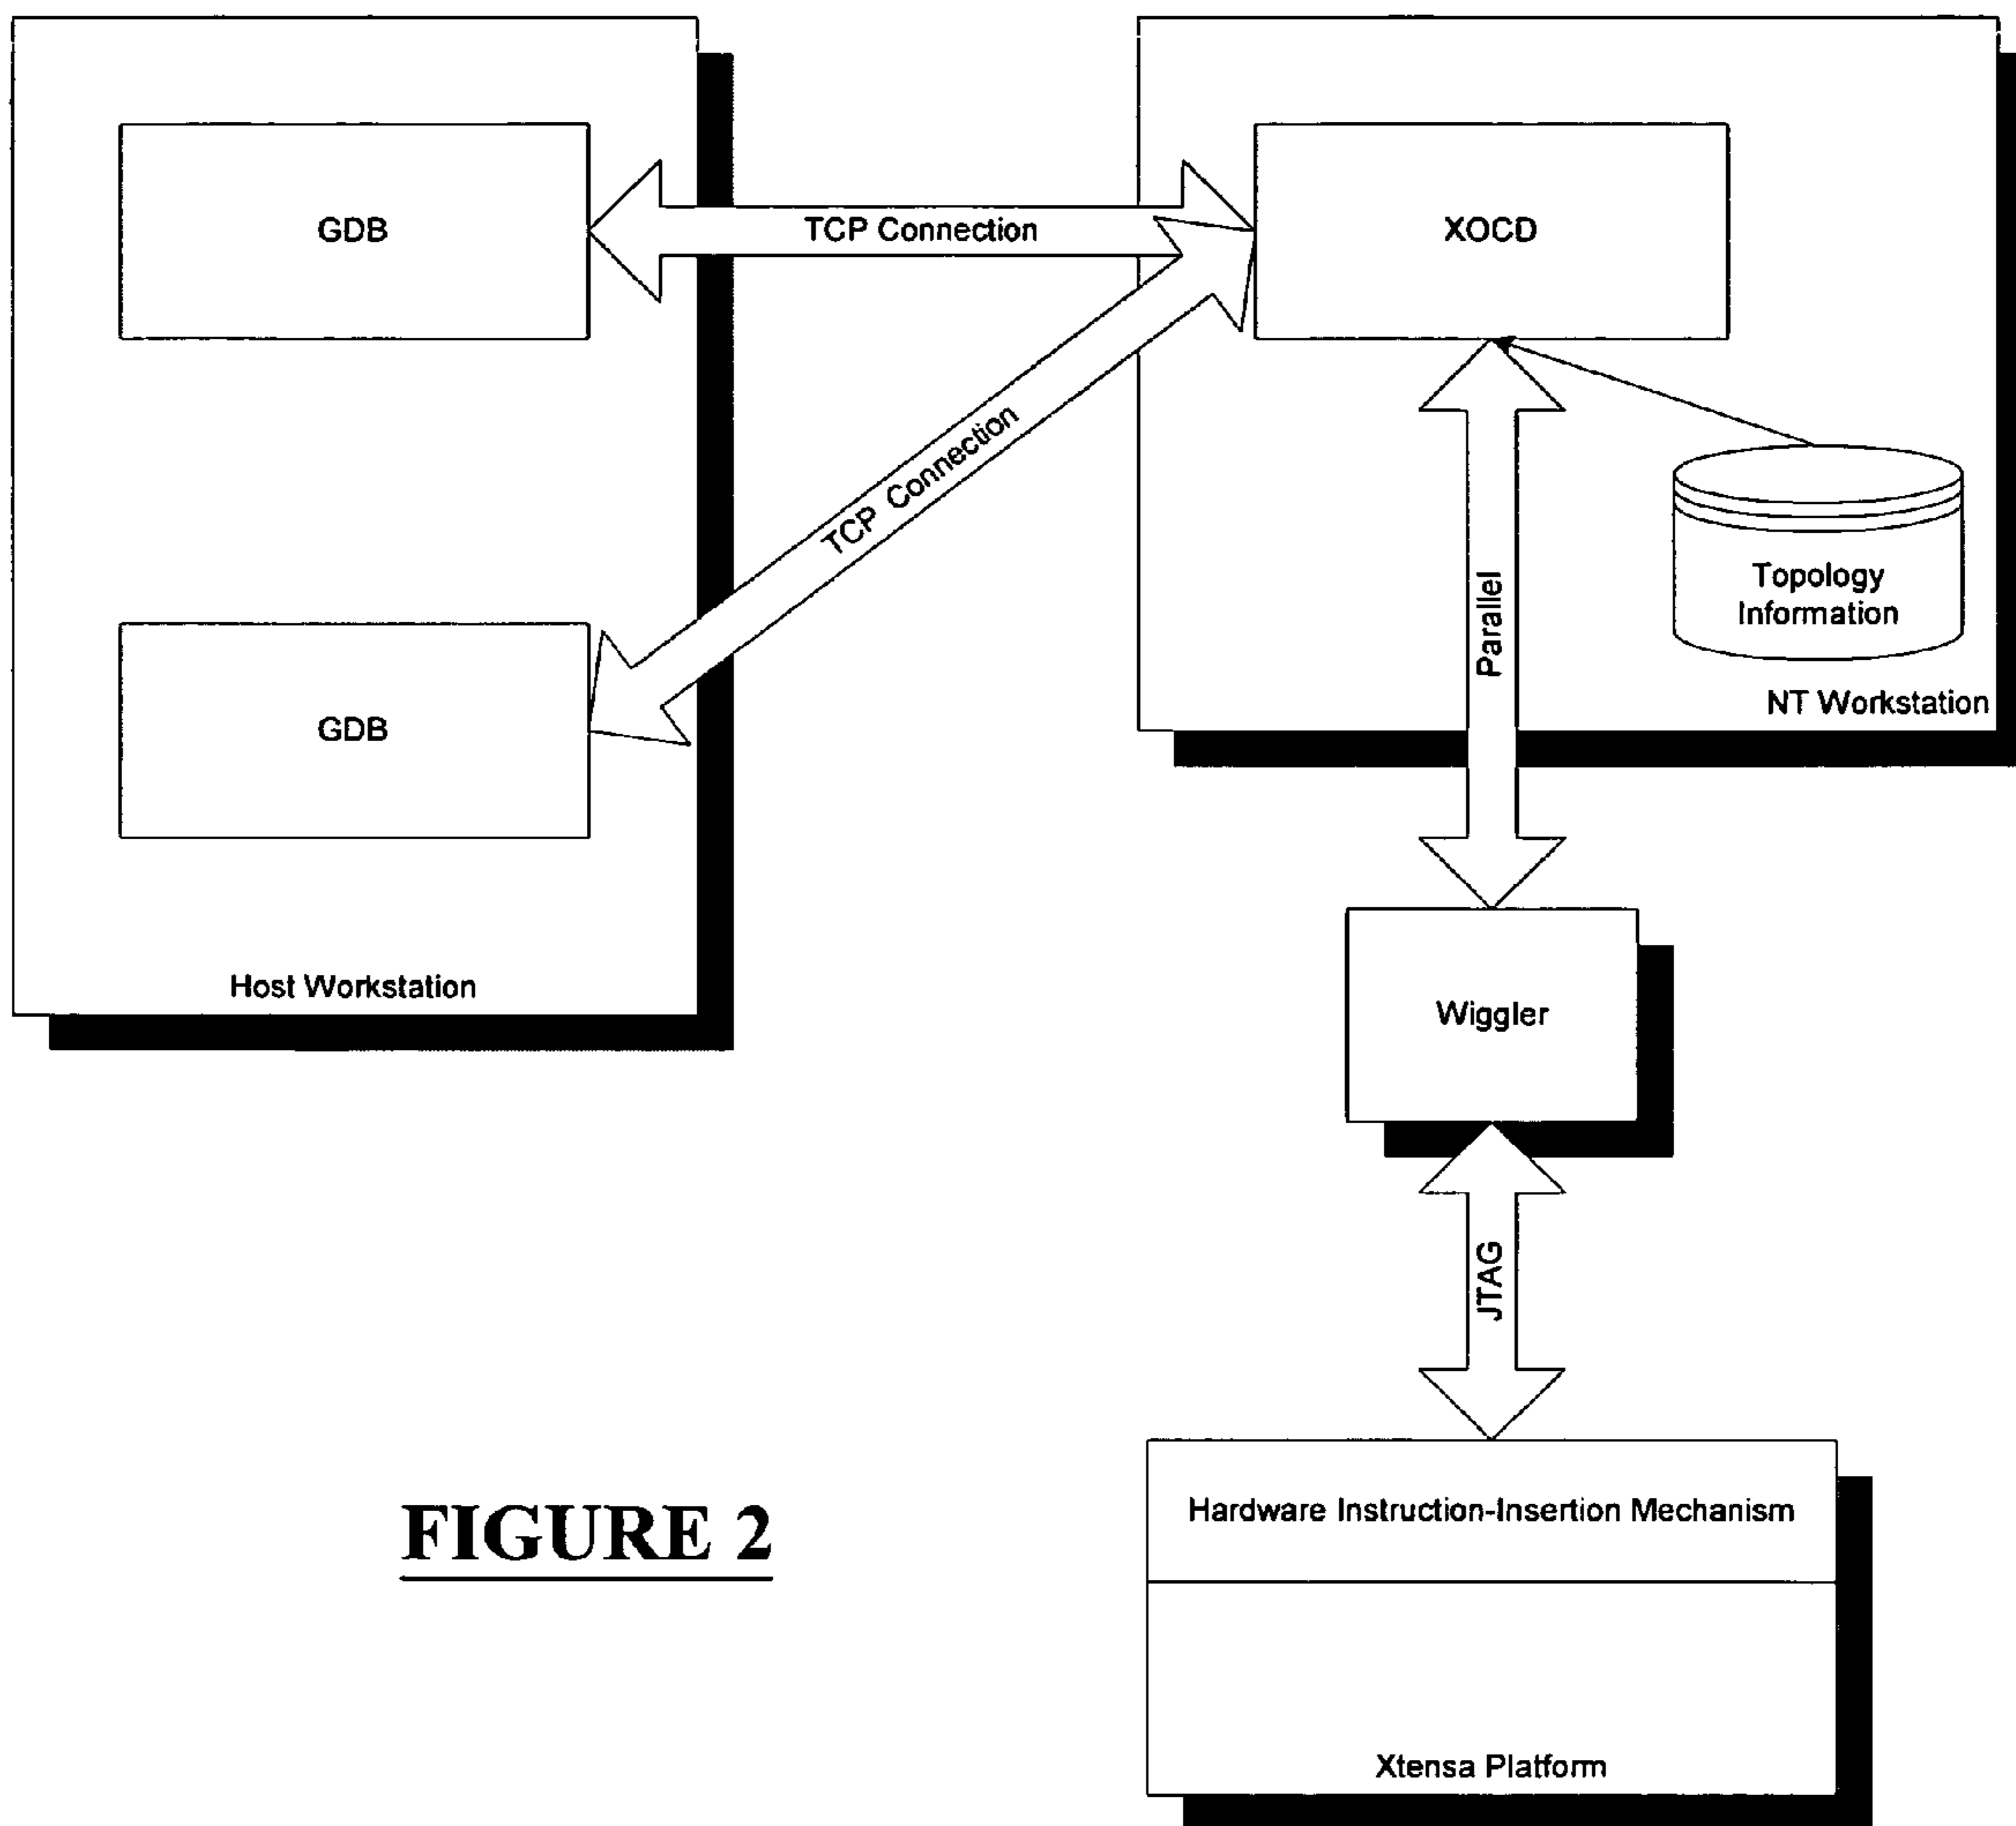 GDB
TCP Connection
XOCD
TCP Connection
Topology
Information
Parallel
NT Workstation
GDB
Host Workstation
Wiggler
JTAG
Hardware Instruction-Insertion Mechanism
FIGURE 2
Xtensa Platform